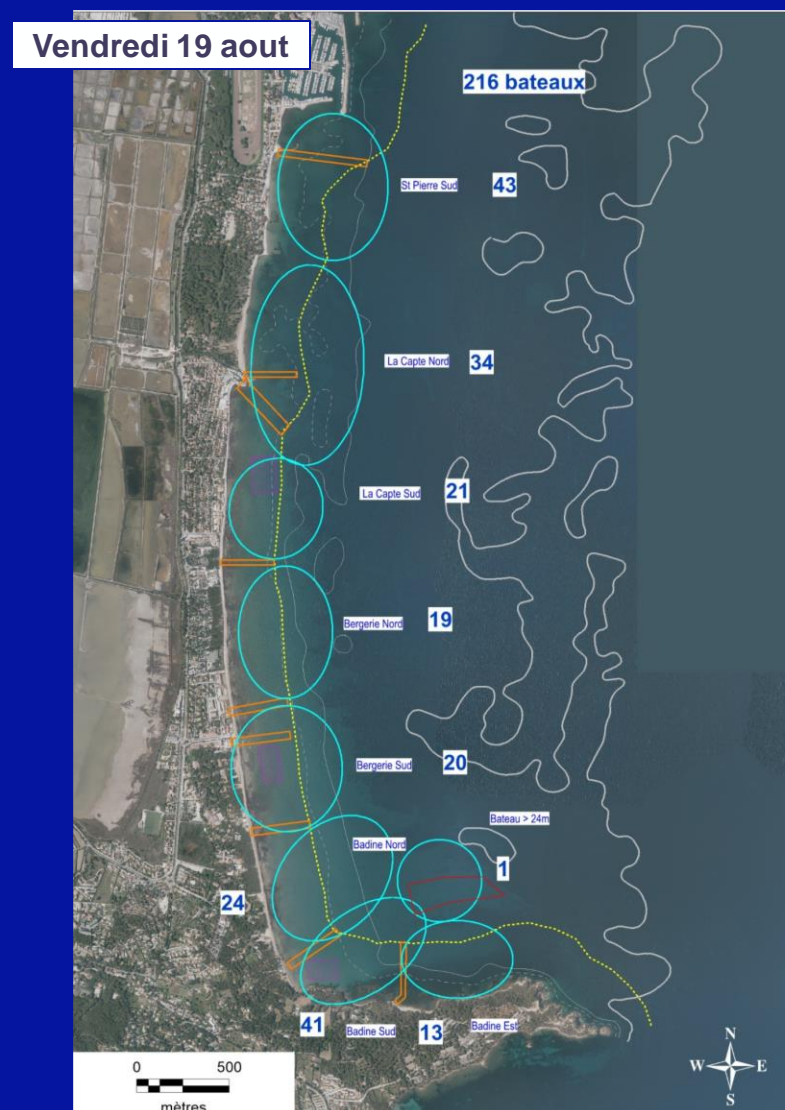 Vendredi 19 aout
216 bateaux
St Pierre Sud 43
La Capte Nord 34
La Capte Sud 21
Bergerie Nord 19
Bergerie Sud 20
Bateau > 24m
Badine Nord
1
24
41 Badine Sud 13 Badine Est
N
W E
S
0 500
mètres